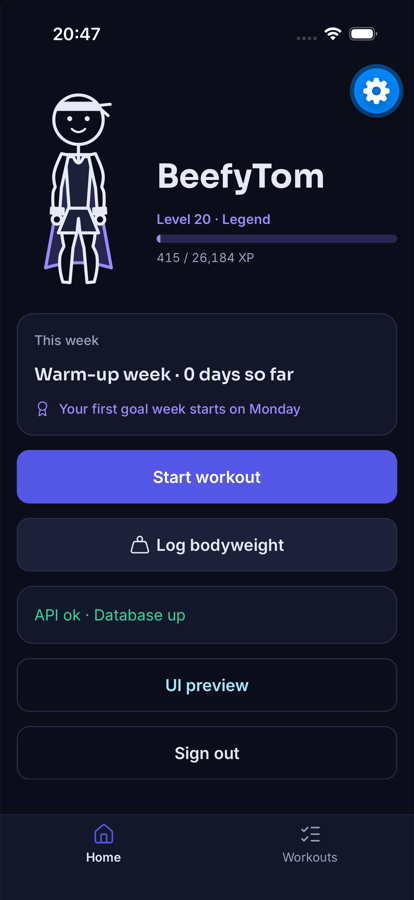 20:47
BeefyTom
Level 20 · Legend
415 / 26,184 XP
This week
Warm-up week · 0 days so far
Your first goal week starts on Monday
Start workout
Log bodyweight
API ok · Database up
UI preview
Sign out
Home
Workouts